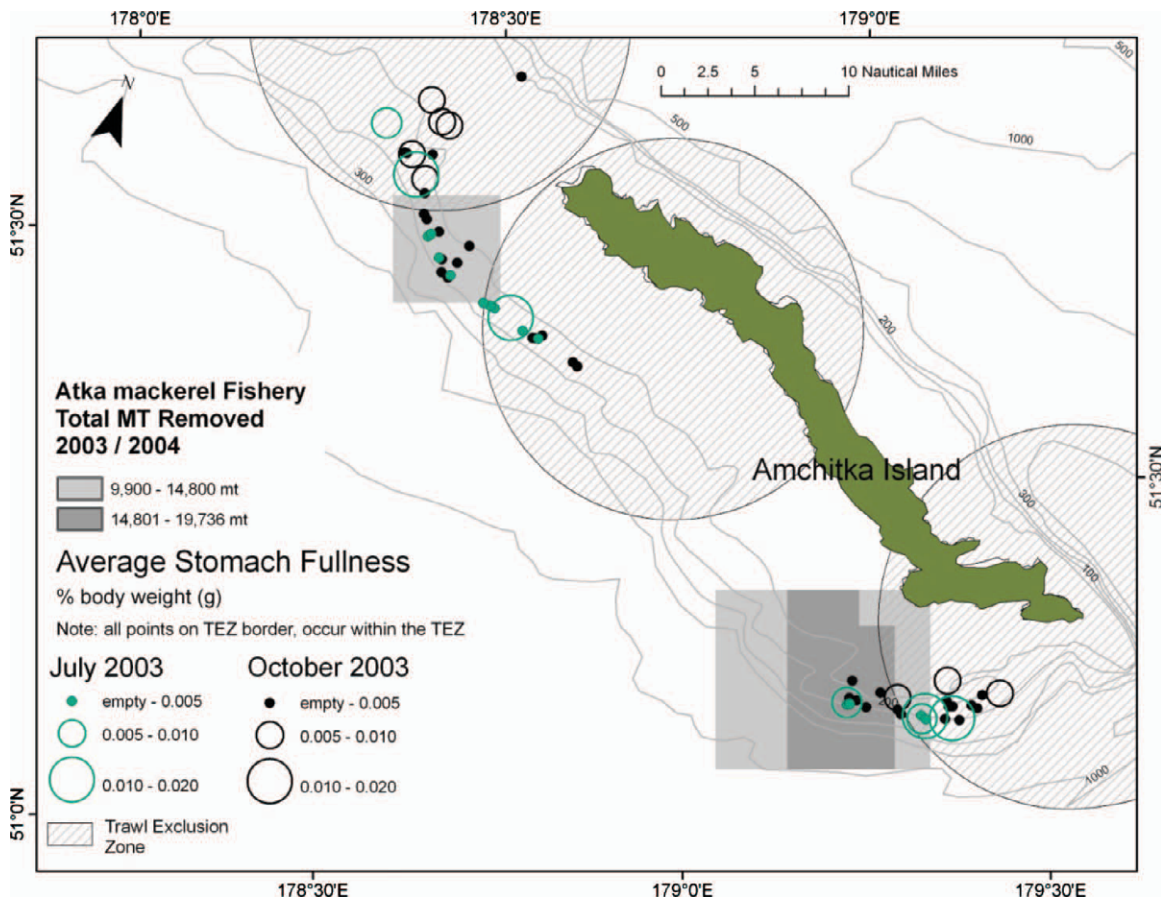 178°0'E
178°30'E
179°0'E
N
0 2.5 5 10 Nautical Miles
500
500
1000
300
51°30'N
200
Atka mackerel Fishery
Total MT Removed
2003 / 2004
9,900 - 14,800 mt
14,801 - 19,736 mt
Amchitka Island
51°30'N
300
100
Average Stomach Fullness
% body weight (g)
Note: all points on TEZ border, occur within the TEZ
July 2003
October 2003
empty - 0.005
empty - 0.005
0.005 - 0.010
0.005 - 0.010
0.010 - 0.020
0.010 - 0.020
200
1000
51°0'N
Trawl Exclusion
Zone
178°30'E
179°0'E
179°30'E